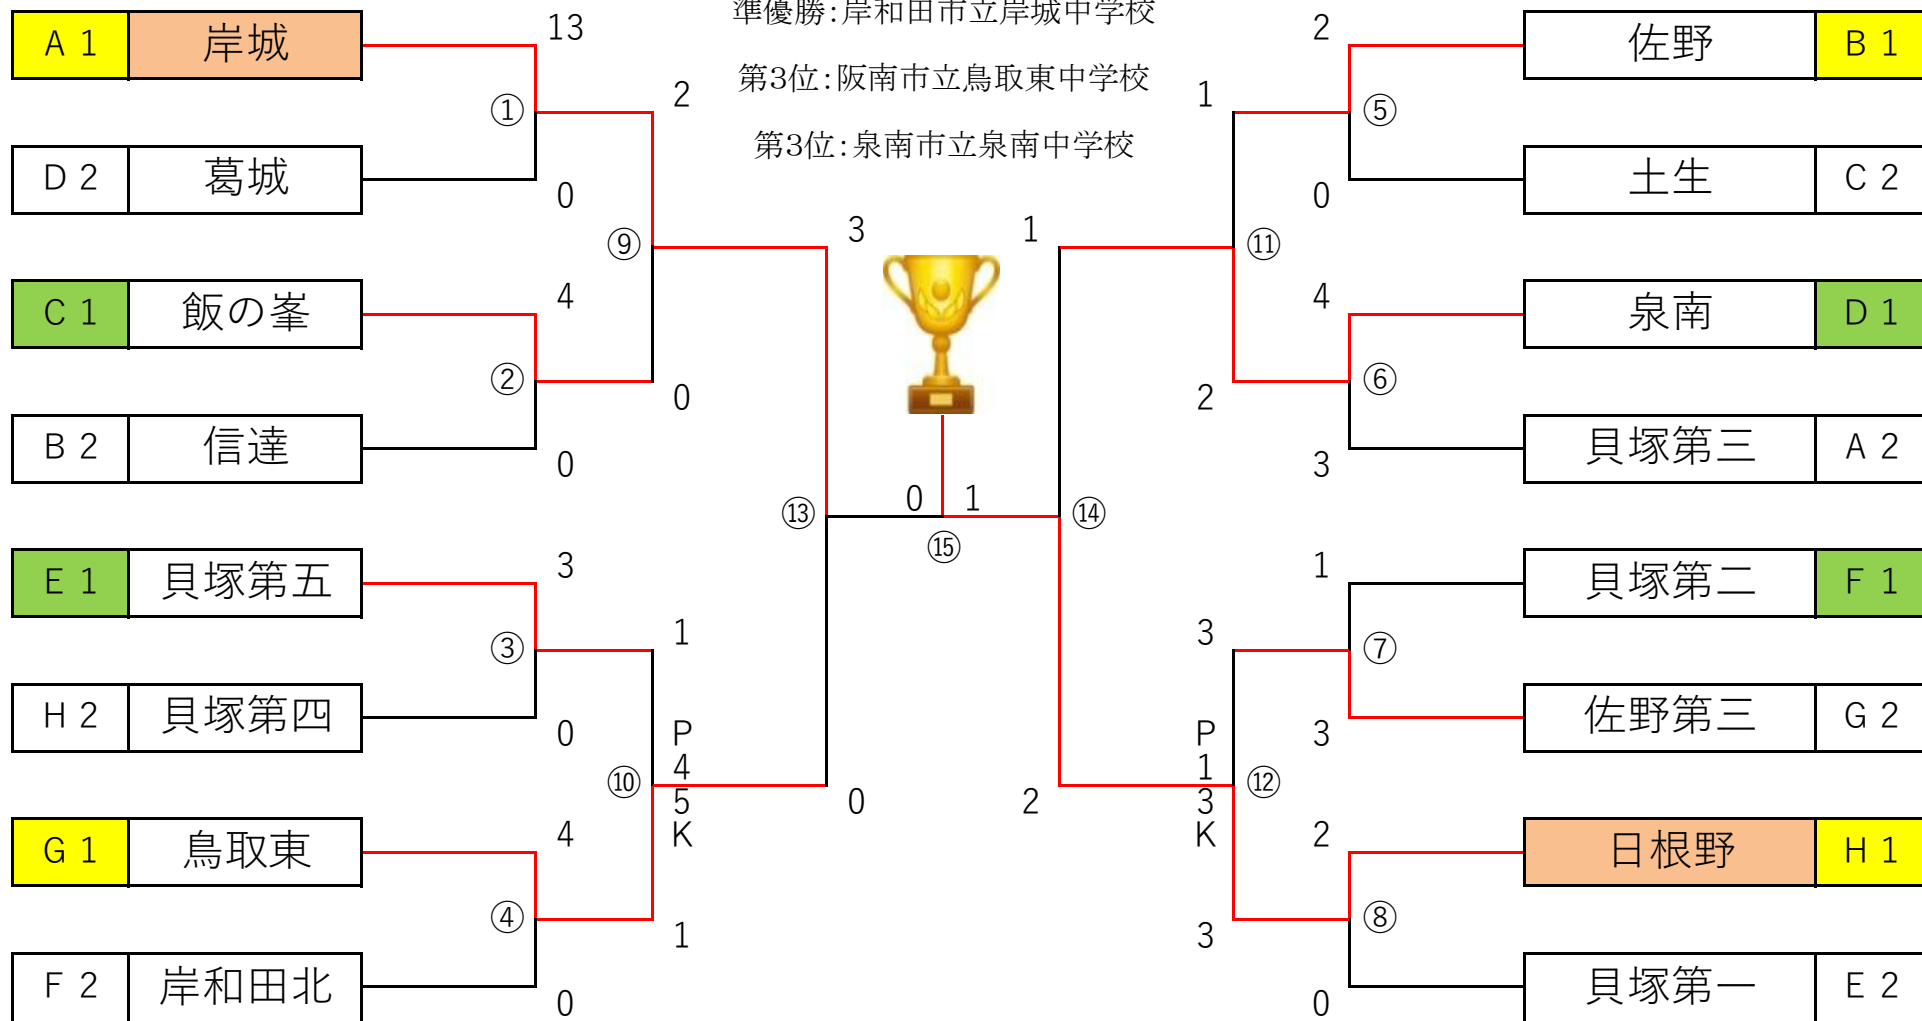 準優勝:岸和田市立岸城中学校
第3位:阪南市立鳥取東中学校
第3位:泉南市立泉南中学校
A 1 岸城
13
①
D 2 葛城
0
2
⑨
C 1 飯の峯
4
②
B 2 信達
0
0
3
⑬
E 1 貝塚第五
3
③
H 2 貝塚第四
0
1
P
4
5
K
⑩
G 1 鳥取東
4
④
F 2 岸和田北
0
1
0
0 1
⑮
2
佐野 B 1
⑤
0
土生 C 2
1
⑪
4
泉南 D 1
⑥
3
貝塚第三 A 2
2
1
⑭
1
貝塚第二 F 1
⑦
3
佐野第三 G 2
3
P
1
3
K
⑫
2
日根野 H 1
⑧
0
貝塚第一 E 2
3
2